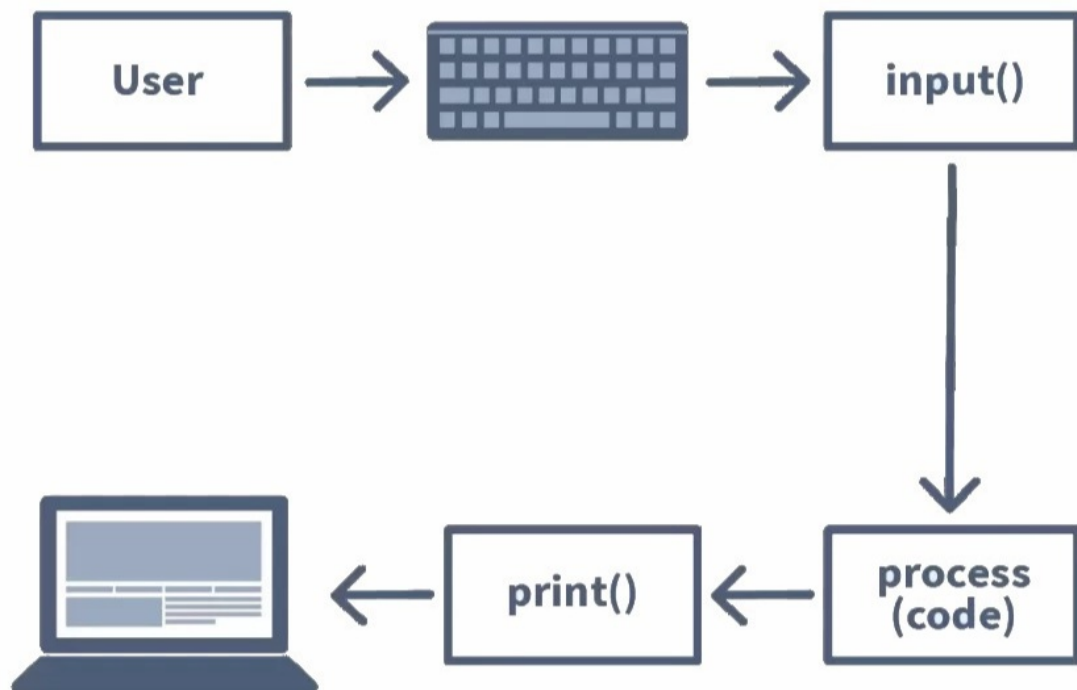 User
input()
process
(code)
print()